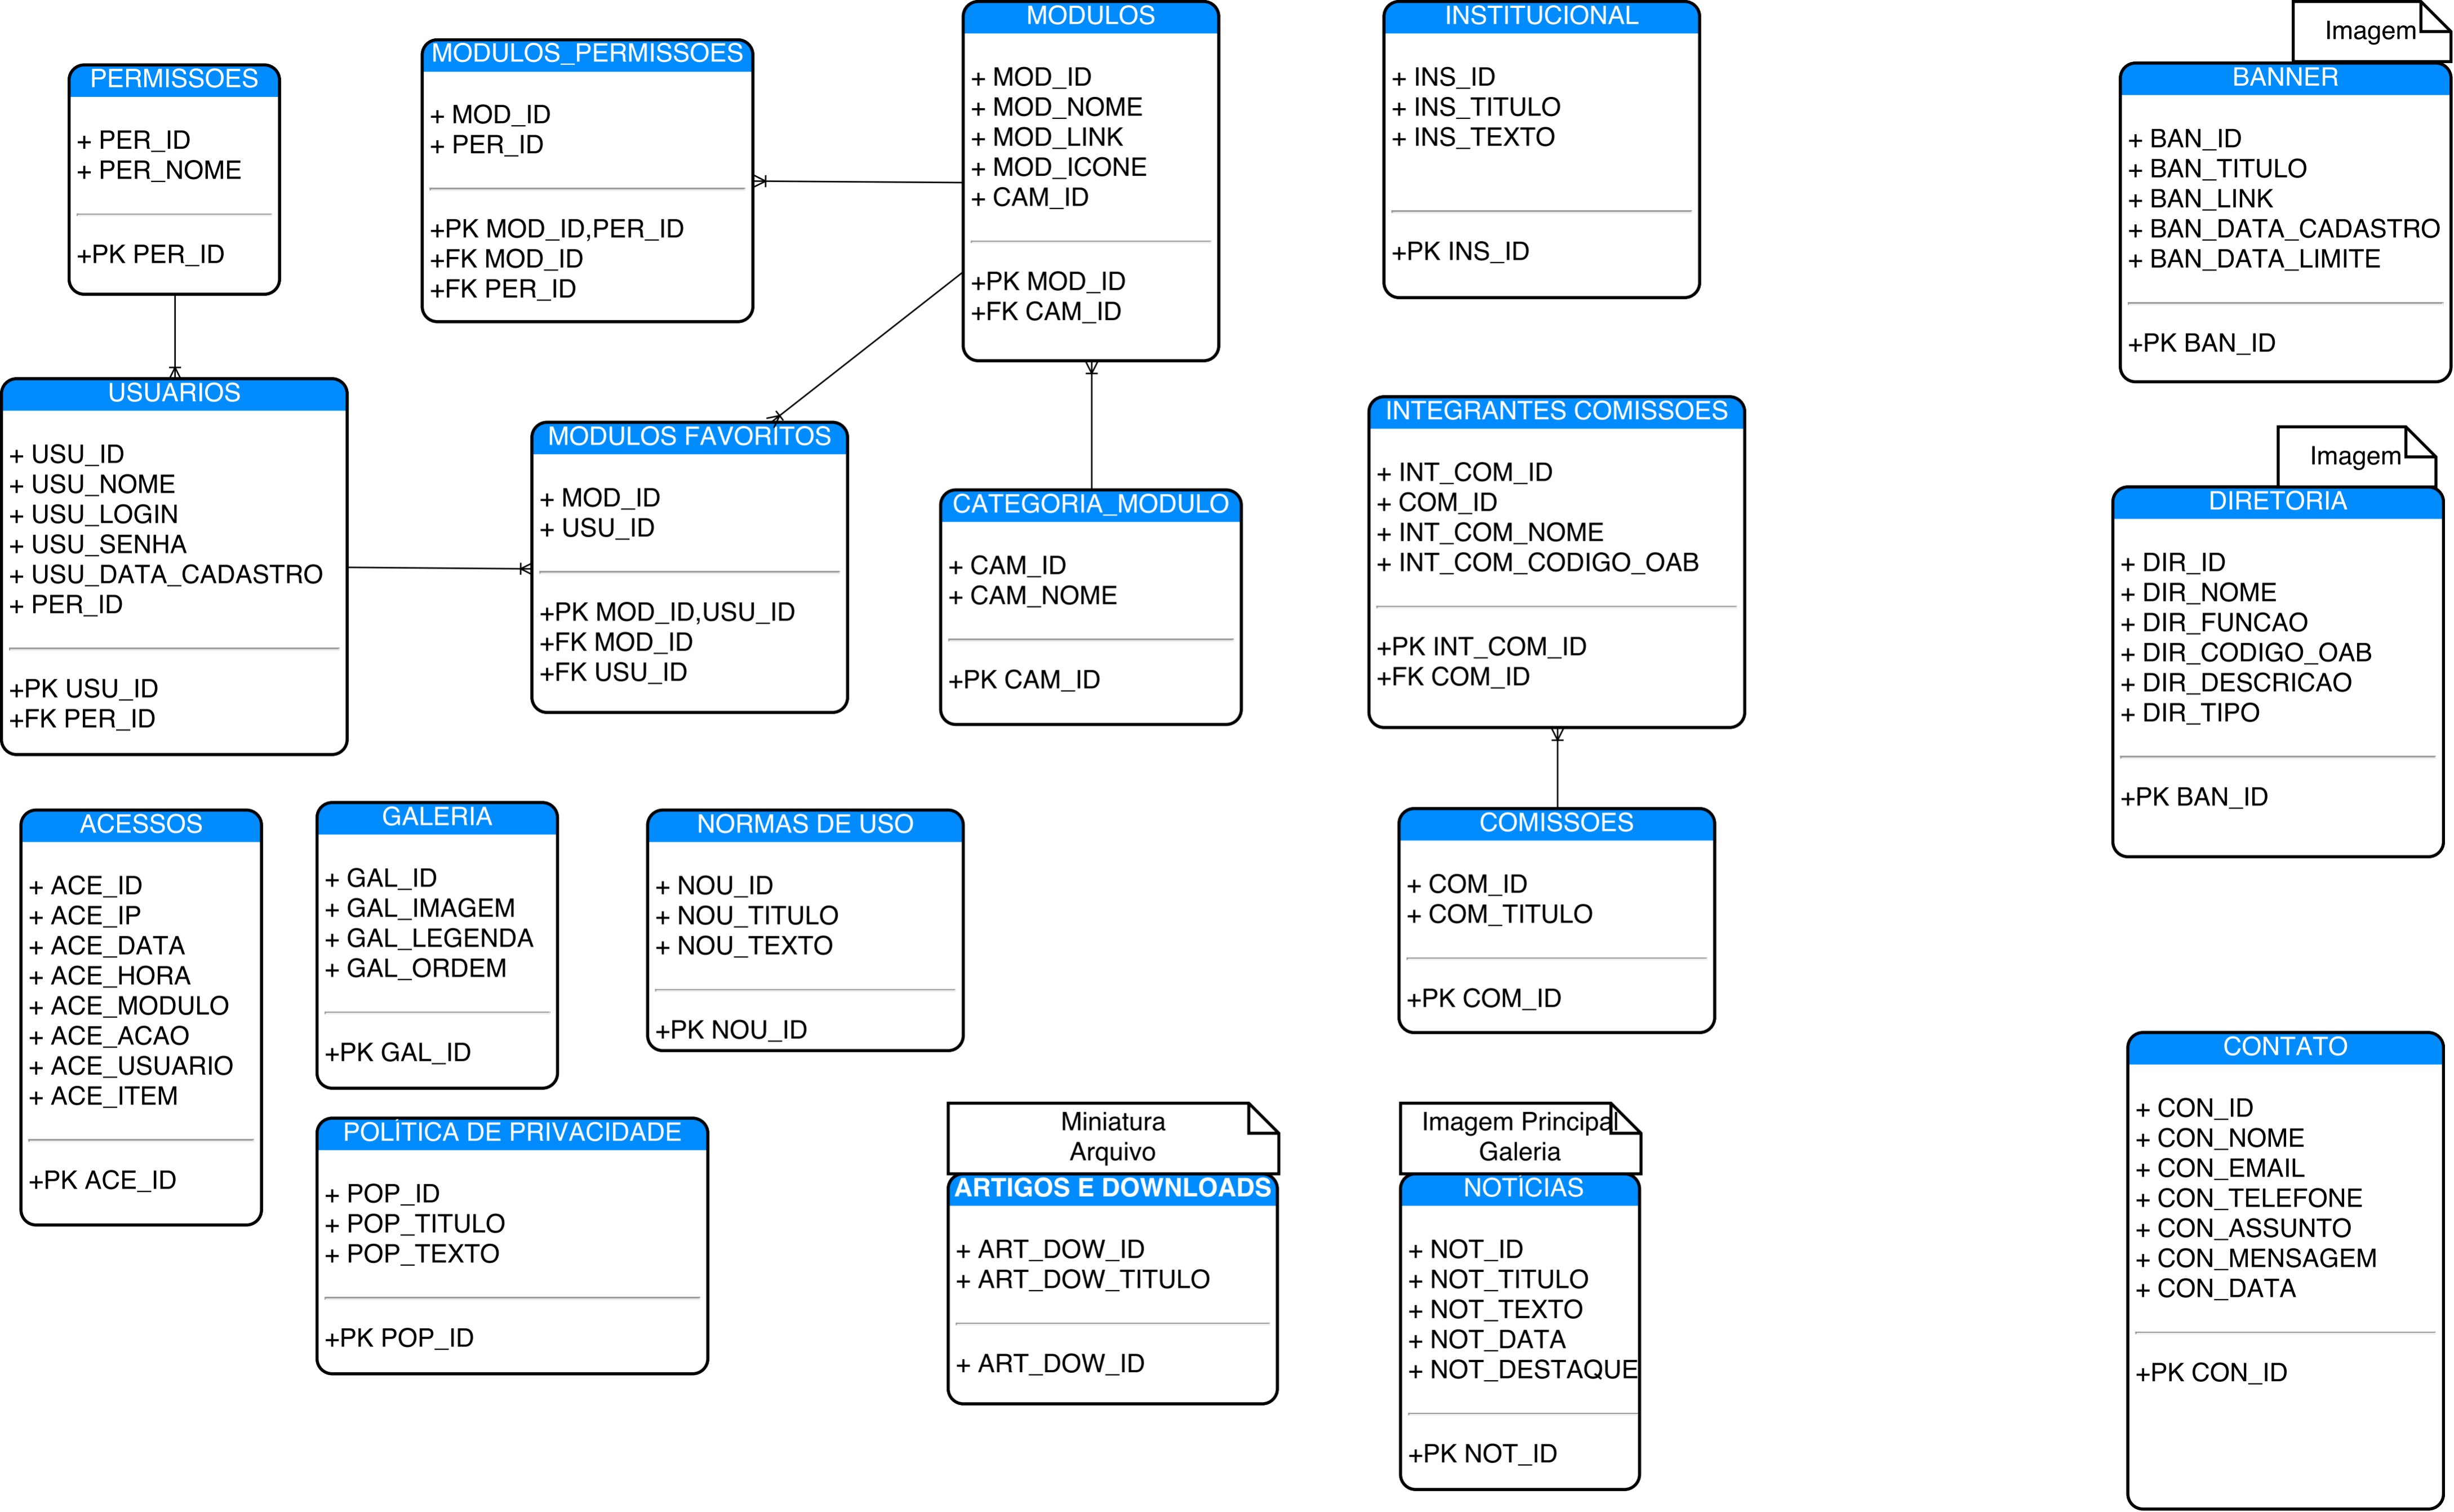 PERMISSOES
+ PER_ID
+ PER_NOME
+PK PER_ID
MODULOS_PERMISSOES
+ MOD_ID
+ PER_ID
+PK MOD_ID,PER_ID
+FK MOD_ID
+FK PER_ID
MODULOS
+ MOD_ID
+ MOD_NOME
+ MOD_LINK
+ MOD_ICONE
+ CAM_ID
+PK MOD_ID
+FK CAM_ID
INSTITUCIONAL
+ INS_ID
+ INS_TITULO
+ INS_TEXTO
+PK INS_ID
Imagem
BANNER
+ BAN_ID
+ BAN_TITULO
+ BAN_LINK
+ BAN_DATA_CADASTRO
+ BAN_DATA_LIMITE
+PK BAN_ID
USUARIOS
+ USU_ID
+ USU_NOME
+ USU_LOGIN
+ USU_SENHA
+ USU_DATA_CADASTRO
+ PER_ID
+PK USU_ID
+FK PER_ID
MODULOS FAVORITOS
+ MOD_ID
+ USU_ID
+PK MOD_ID,USU_ID
+FK MOD_ID
+FK USU_ID
CATEGORIA_MODULO
+ CAM_ID
+ CAM_NOME
+PK CAM_ID
INTEGRANTES COMISSOES
+ INT_COM_ID
+ COM_ID
+ INT_COM_NOME
+ INT_COM_CODIGO_OAB
+PK INT_COM_ID
+FK COM_ID
Imagem
DIRETORIA
+ DIR_ID
+ DIR_NOME
+ DIR_FUNCAO
+ DIR_CODIGO_OAB
+ DIR_DESCRICAO
+ DIR_TIPO
+PK BAN_ID
ACESSOS
+ ACE_ID
+ ACE_IP
+ ACE_DATA
+ ACE_HORA
+ ACE_MODULO
+ ACE_ACAO
+ ACE_USUARIO
+ ACE_ITEM
+PK ACE_ID
GALERIA
+ GAL_ID
+ GAL_IMAGEM
+ GAL_LEGENDA
+ GAL_ORDEM
+PK GAL_ID
NORMAS DE USO
+ NOU_ID
+ NOU_TITULO
+ NOU_TEXTO
+PK NOU_ID
COMISSOES
+ COM_ID
+ COM_TITULO
+PK COM_ID
POLÍTICA DE PRIVACIDADE
+ POP_ID
+ POP_TITULO
+ POP_TEXTO
+PK POP_ID
Miniatura
Arquivo
ARTIGOS E DOWNLOADS
+ ART_DOW_ID
+ ART_DOW_TITULO
+ ART_DOW_ID
Imagem Principal
Galeria
NOTÍCIAS
+ NOT_ID
+ NOT_TITULO
+ NOT_TEXTO
+ NOT_DATA
+ NOT_DESTAQUE
+PK NOT_ID
CONTATO
+ CON_ID
+ CON_NOME
+ CON_EMAIL
+ CON_TELEFONE
+ CON_ASSUNTO
+ CON_MENSAGEM
+ CON_DATA
+PK CON_ID